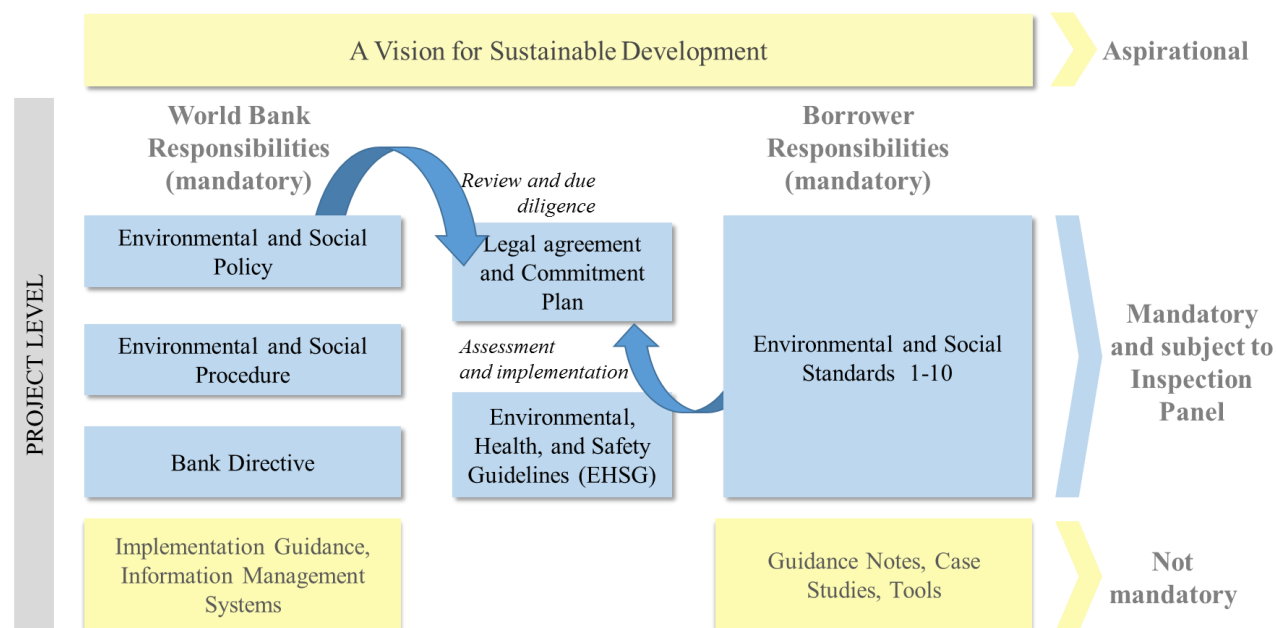 A Vision for Sustainable Development
Aspirational
PROJECT LEVEL
World Bank
Responsibilities
(mandatory)
Borrower
Responsibilities
(mandatory)
Review and due
diligence
Environmental and Social
Policy
Legal agreement
and Commitment
Plan
Environmental and Social
Procedure
Assessment
and implementation
Environmental and Social
Standards 1-10
Mandatory
and subject to
Inspection
Panel
Bank Directive
Environmental,
Health, and Safety
Guidelines (EHSG)
Implementation Guidance,
Information Management
Systems
Guidance Notes, Case
Studies, Tools
Not
mandatory